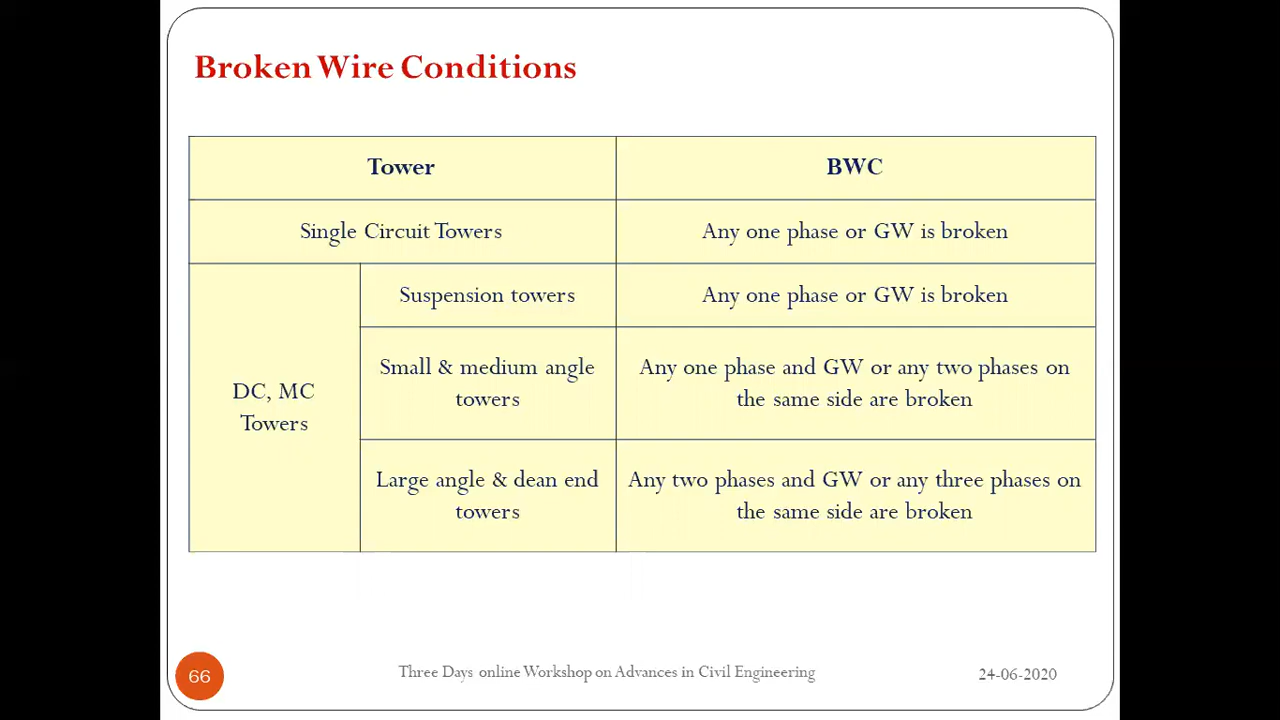 Broken Wire Conditions
Tower
BWC
Single Circuit Towers
Any one phase or GW is broken
DC, MC
Towers
Suspension towers
Any one phase or GW is broken
Small & medium angle
towers
Any one phase and GW or any two phases on
the same side are broken
Large angle & dean end
towers
Any two phases and GW or any three phases on
the same side are broken
66
Three Days online Workshop on Advances in Civil Engineering
24-06-2020